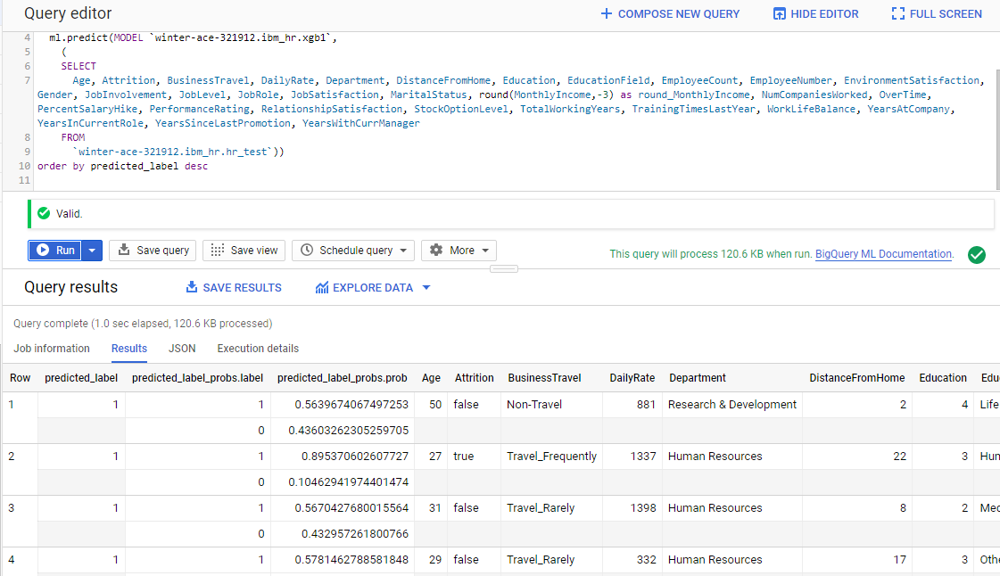 Query editor
COMPOSE NEW QUERY HIDE EDITOR FULL SCREEN
4 ml.predict(MODEL `winter-ace-321912.ibm_hr.xgb1`,
5 (
6 SELECT
7 Age, Attrition, BusinessTravel, DailyRate, Department, DistanceFromHome, Education, EducationField, EmployeeCount, EmployeeNumber, EnvironmentSatisfaction,
Gender, JobInvolvement, JobLevel, JobRole, JobSatisfaction, MaritalStatus, round(MonthlyIncome,-3) as round_MonthlyIncome, NumCompaniesWorked, OverTime,
PercentSalaryHike, PerformanceRating, RelationshipSatisfaction, StockOptionLevel, TotalWorkingYears, TrainingTimesLastYear, WorkLifeBalance, YearsAtCompany,
YearsInCurrentRole, YearsSinceLastPromotion, YearsWithCurrManager
8 FROM
9 `winter-ace-321912.ibm_hr.hr_test`))
10 order by predicted_label desc
11
Valid.
Run Save query Save view Schedule query More This query will process 120.6 KB when run. BigQuery ML Documentation.
Query results SAVE RESULTS EXPLORE DATA
Query complete (1.0 sec elapsed, 120.6 KB processed)
Job information Results JSON Execution details
Row predicted_label predicted_label_probs.label predicted_label_probs.prob Age Attrition BusinessTravel DailyRate Department DistanceFromHome Education Edu
1 1 1 0.5639674067497253 50 false Non-Travel 881 Research & Development 2 4 Life
0 0.43603262305259705
2 1 1 0.895370602607727 27 true Travel_Frequently 1337 Human Resources 22 3 Hun
0 0.10462941974401474
3 1 1 0.5670427680015564 31 false Travel_Rarely 1398 Human Resources 8 2 Med
0 0.432957261800766
4 1 1 0.5781462788581848 29 false Travel_Rarely 332 Human Resources 17 3 Othe